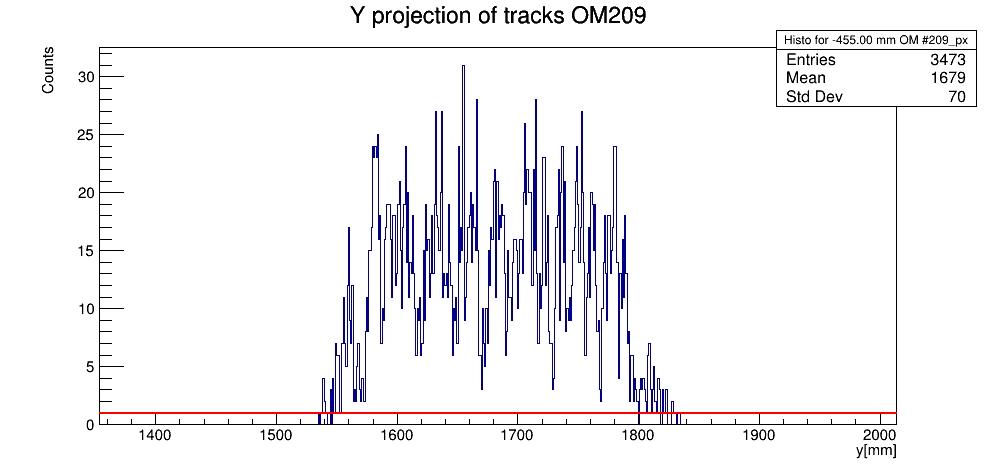 Y projection of tracks OM209
Histo for -455.00 mm OM #209_px
Entries 3473
Mean 1679
Std Dev 70
Counts
30
25
20
15
10
5
0
1400 1500 1600 1700 1800 1900 2000
y[mm]